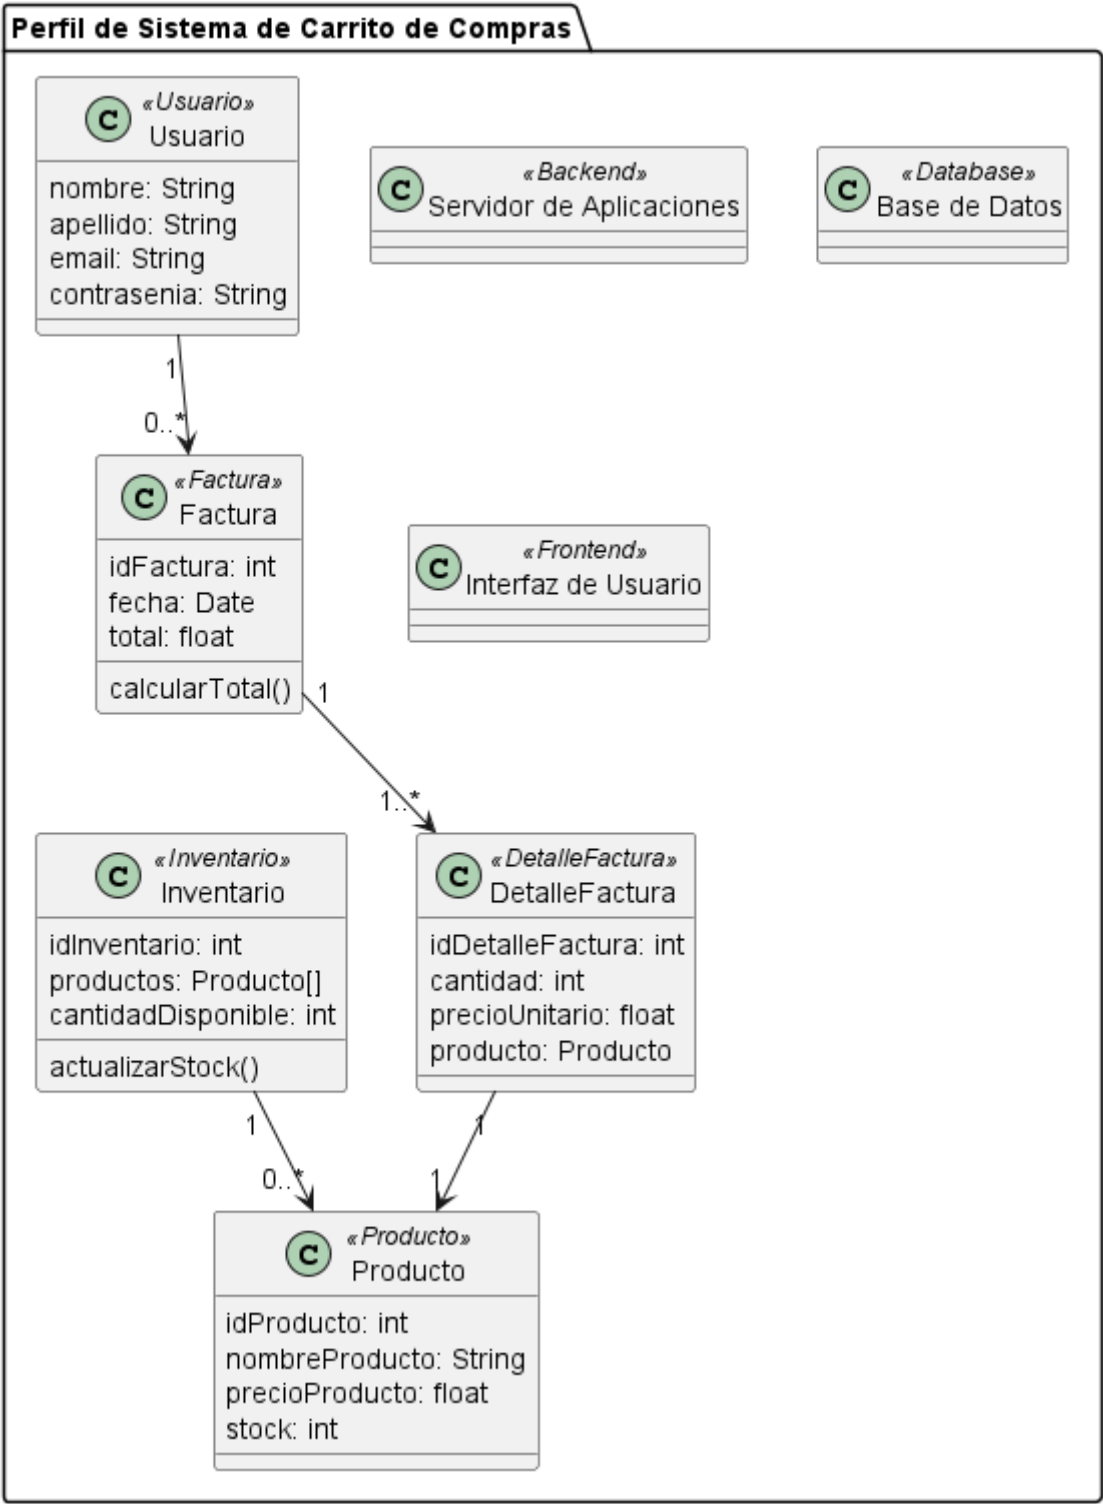 Perfil de Sistema de Carrito de Compras
C
«Usuario»
Usuario
nombre: String
apellido: String
email: String
contrasenia: String
C
«Backend»
Servidor de Aplicaciones
C
«Database»
Base de Datos
1
0..*
C
«Factura»
Factura
idFactura: int
fecha: Date
total: float
calcularTotal()
C
«Frontend»
Interfaz de Usuario
1
1..*
C
«Inventario»
Inventario
idInventario: int
productos: Producto[]
cantidadDisponible: int
actualizarStock()
C
«DetalleFactura»
DetalleFactura
idDetalleFactura: int
cantidad: int
precioUnitario: float
producto: Producto
1
0..*
1
1
C
«Producto»
Producto
idProducto: int
nombreProducto: String
precioProducto: float
stock: int